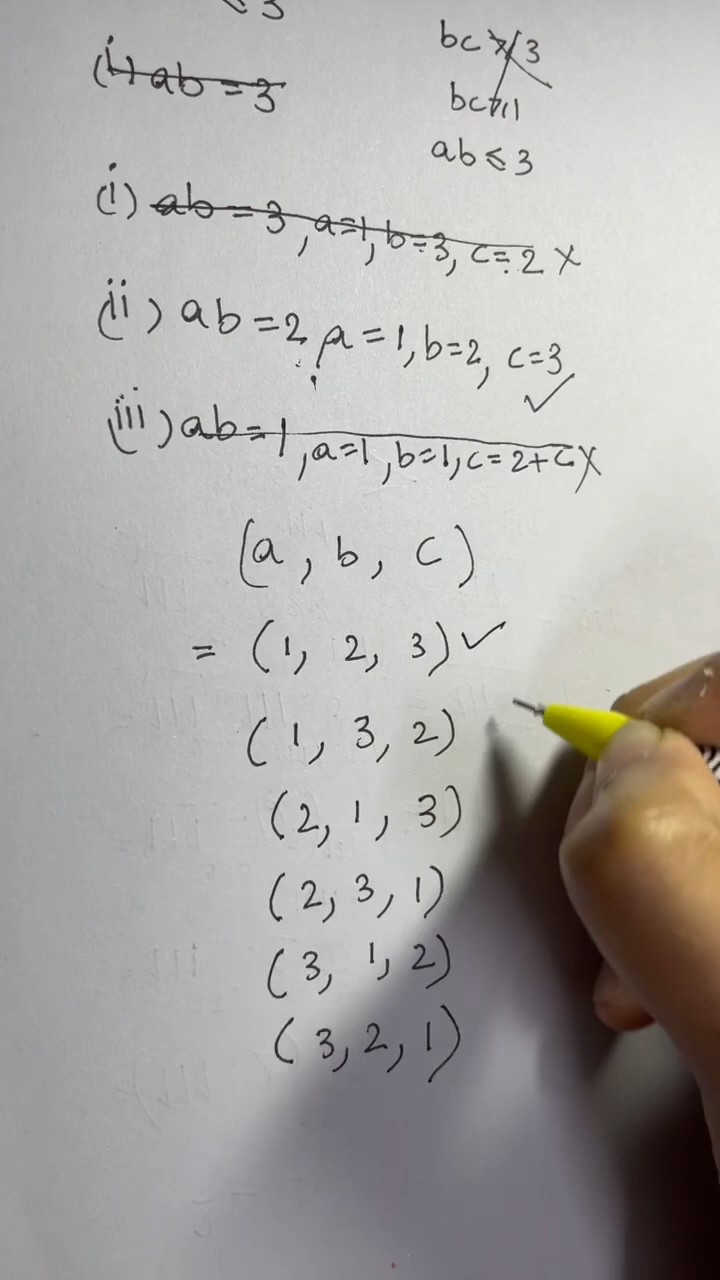 ≤ 3
(i) ab = 3
bc ≥ 3
bc ≥ 1
ab ≤ 3
(i) ab = 3, a=1, b=3, c=2 ×
(ii) ab = 2, a=1, b=2, c=3 ✓
(iii) ab = 1, a=1, b=1, c=2+c ×
(a, b, c)
= (1, 2, 3) ✓
(1, 3, 2)
(2, 1, 3)
(2, 3, 1)
(3, 1, 2)
(3, 2, 1)